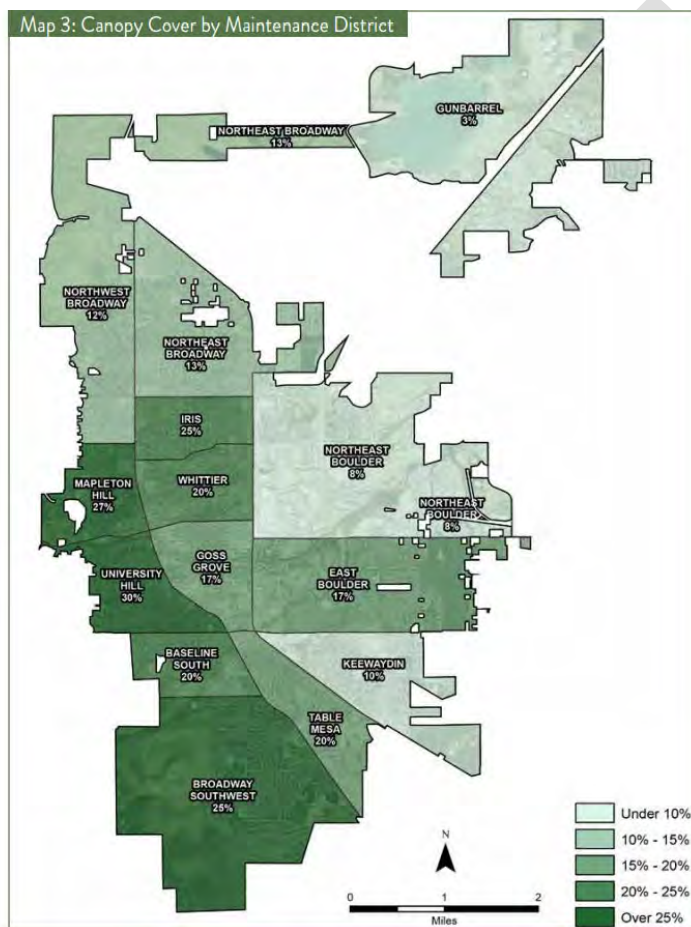 Map 3: Canopy Cover by Maintenance District
GUNBARREL
3%
NORTHEAST BROADWAY
13%
NORTHWEST
BROADWAY
12%
NORTHEAST
BROADWAY
13%
IRIS
25%
NORTHEAST
BOULDER
8%
MAPLETON
HILL
27%
WHITTIER
20%
NORTHEAST
BOULDER
8%
GOSS
GROVE
17%
UNIVERSITY
HILL
30%
EAST
BOULDER
17%
BASELINE
SOUTH
20%
KEEWAYDIN
10%
TABLE
MESA
20%
BROADWAY
SOUTHWEST
25%
Under 10%
10% - 15%
15% - 20%
20% - 25%
Over 25%
N
0 1 2
Miles